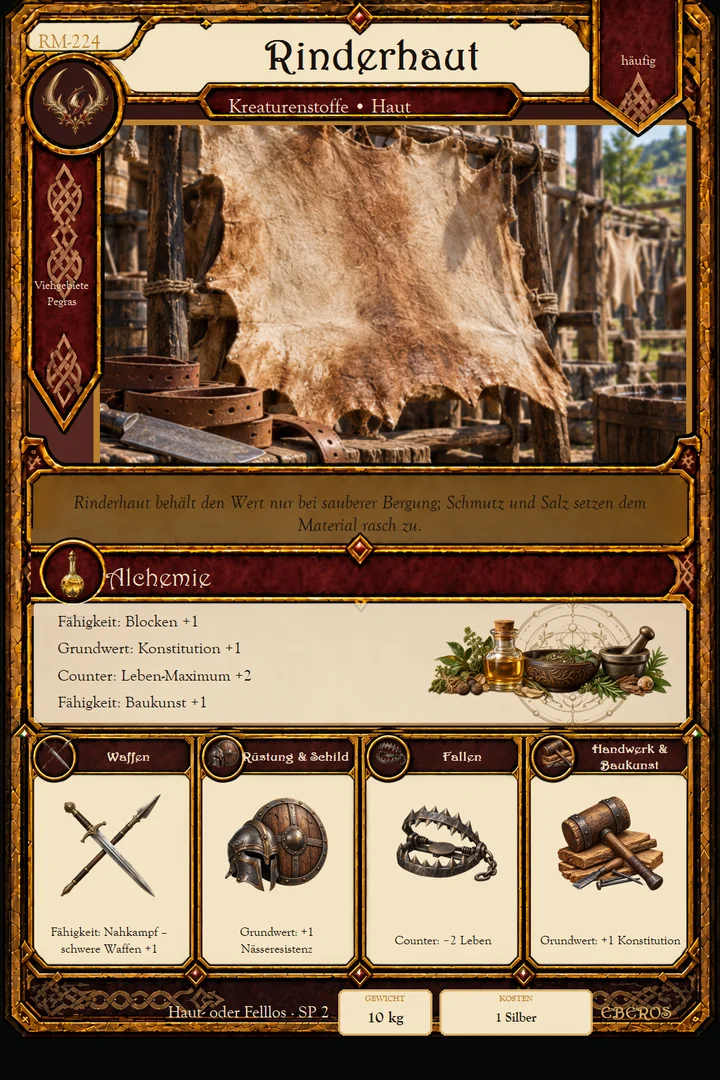 RM-224
Rinderhaut
häufig
Kreaturenstoffe • Haut
Viehgebiete
Pegras
Rinderhaut behält den Wert nur bei sauberer Bergung; Schmutz und Salz setzen dem
Material rasch zu.
Alchemie
Fähigkeit: Blocken +1
Grundwert: Konstitution +1
Counter: Leben-Maximum +2
Fähigkeit: Baukunst +1
Waffen
Rüstung & Schild
Fallen
Handwerk &
Baukunst
Fähigkeit: Nahkampf –
schwere Waffen +1
Grundwert: +1
Nässeresistenz
Counter: −2 Leben
Grundwert: +1 Konstitution
Haut- oder Felllos · SP 2
GEWICHT
10 kg
KOSTEN
1 Silber
EBEROS